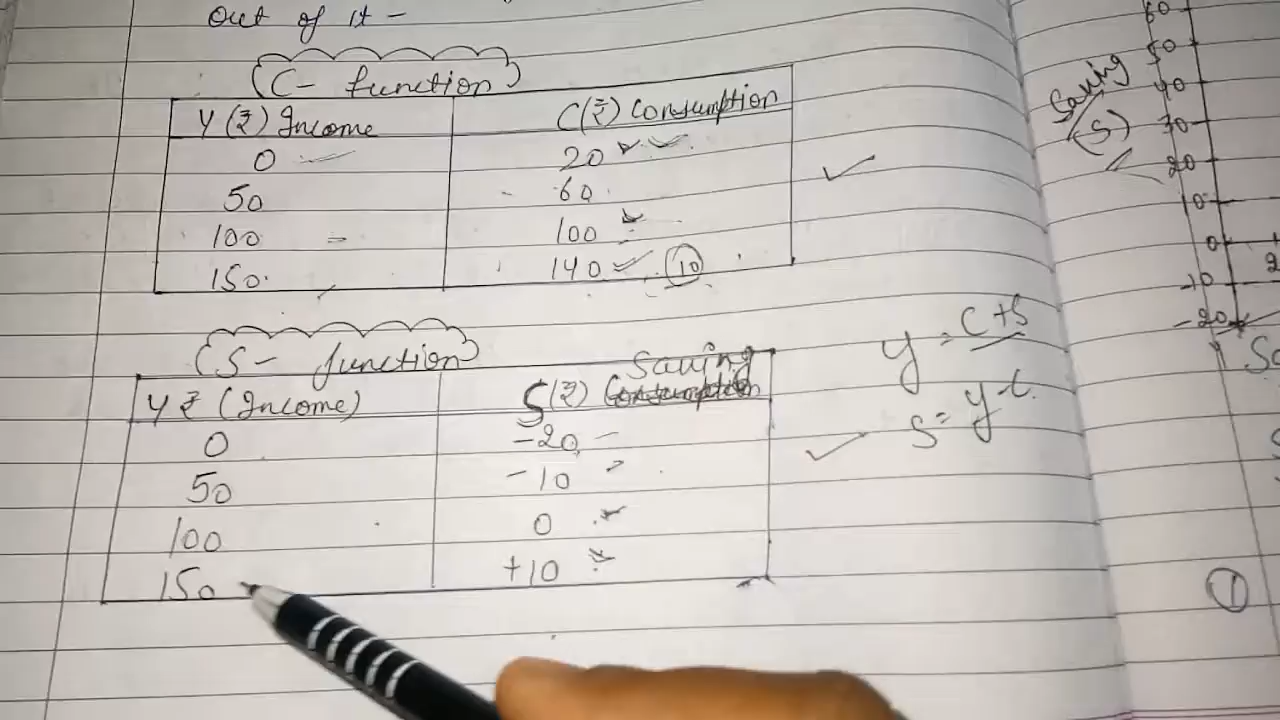 Out of it -
(C- function)
Y (₹) Income C(₹) Consumption
0 20
50 60
100 100
150 140 10
(S- function)
Saving
Y ₹ (Income) S(₹) Consumption
0 -20
50 -10
100 0
150 +10
y = C+S
S = y-C
Saving
(S)
60
50
40
30
20
10
0
-10
-20
2
1